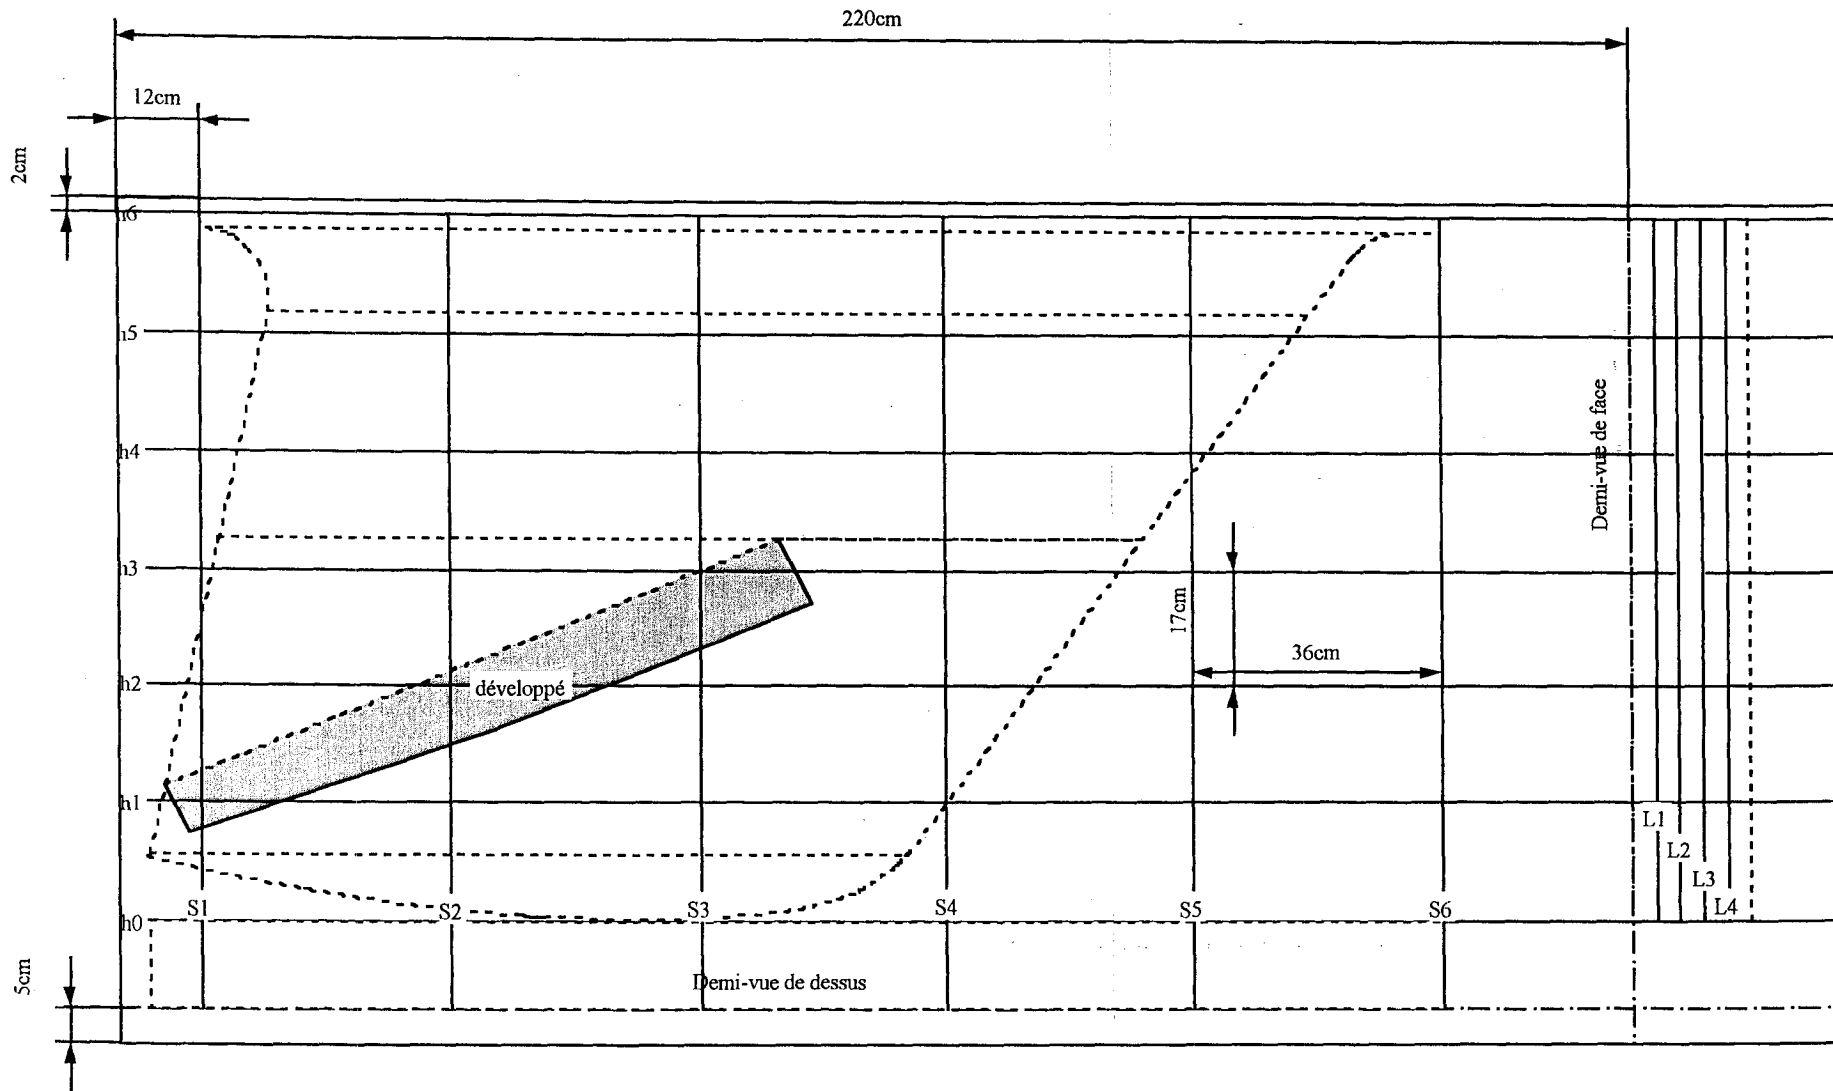 220cm
12cm
2cm
h6
h5
h4
Demi-vue de face
h3
17cm
36cm
h2
développé
h1
L1
L2
L3
S1
S2
S3
S4
S5
S6
L4
h0
5cm
Demi-vue de dessus